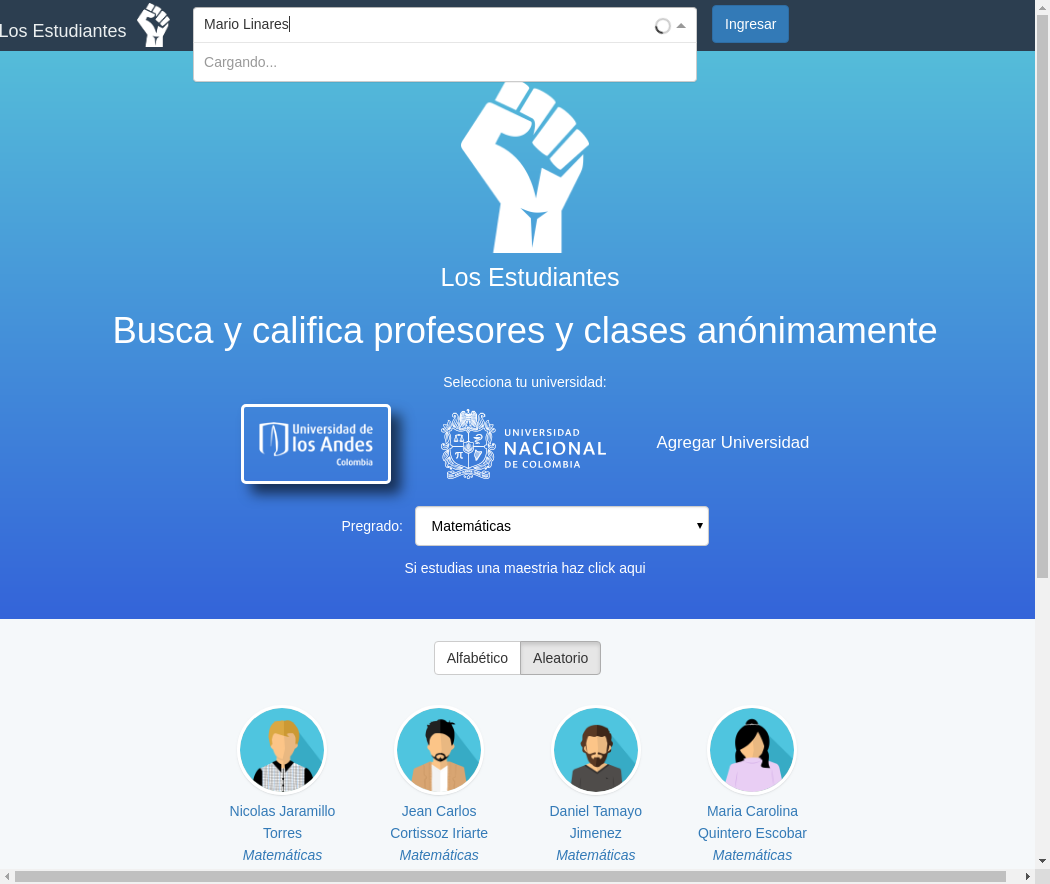 Los Estudiantes
Mario Linares
Ingresar
Cargando...
Los Estudiantes
Busca y califica profesores y clases anónimamente
Selecciona tu universidad:
Universidad de
los Andes
Colombia
UNIVERSIDAD
NACIONAL
DE COLOMBIA
Agregar Universidad
Pregrado:
Matemáticas
Si estudias una maestria haz click aqui
Alfabético
Aleatorio
Nicolas Jaramillo
Torres
Matemáticas
Jean Carlos
Cortissoz Iriarte
Matemáticas
Daniel Tamayo
Jimenez
Matemáticas
Maria Carolina
Quintero Escobar
Matemáticas